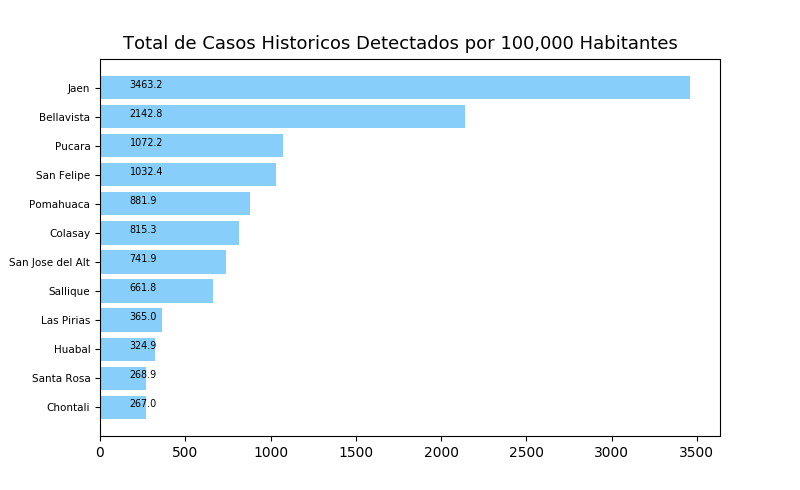 Total de Casos Historicos Detectados por 100,000 Habitantes
Jaen 3463.2
Bellavista 2142.8
Pucara 1072.2
San Felipe 1032.4
Pomahuaca 881.9
Colasay 815.3
San Jose del Alt 741.9
Sallique 661.8
Las Pirias 365.0
Huabal 324.9
Santa Rosa 268.9
Chontali 267.0
0 500 1000 1500 2000 2500 3000 3500